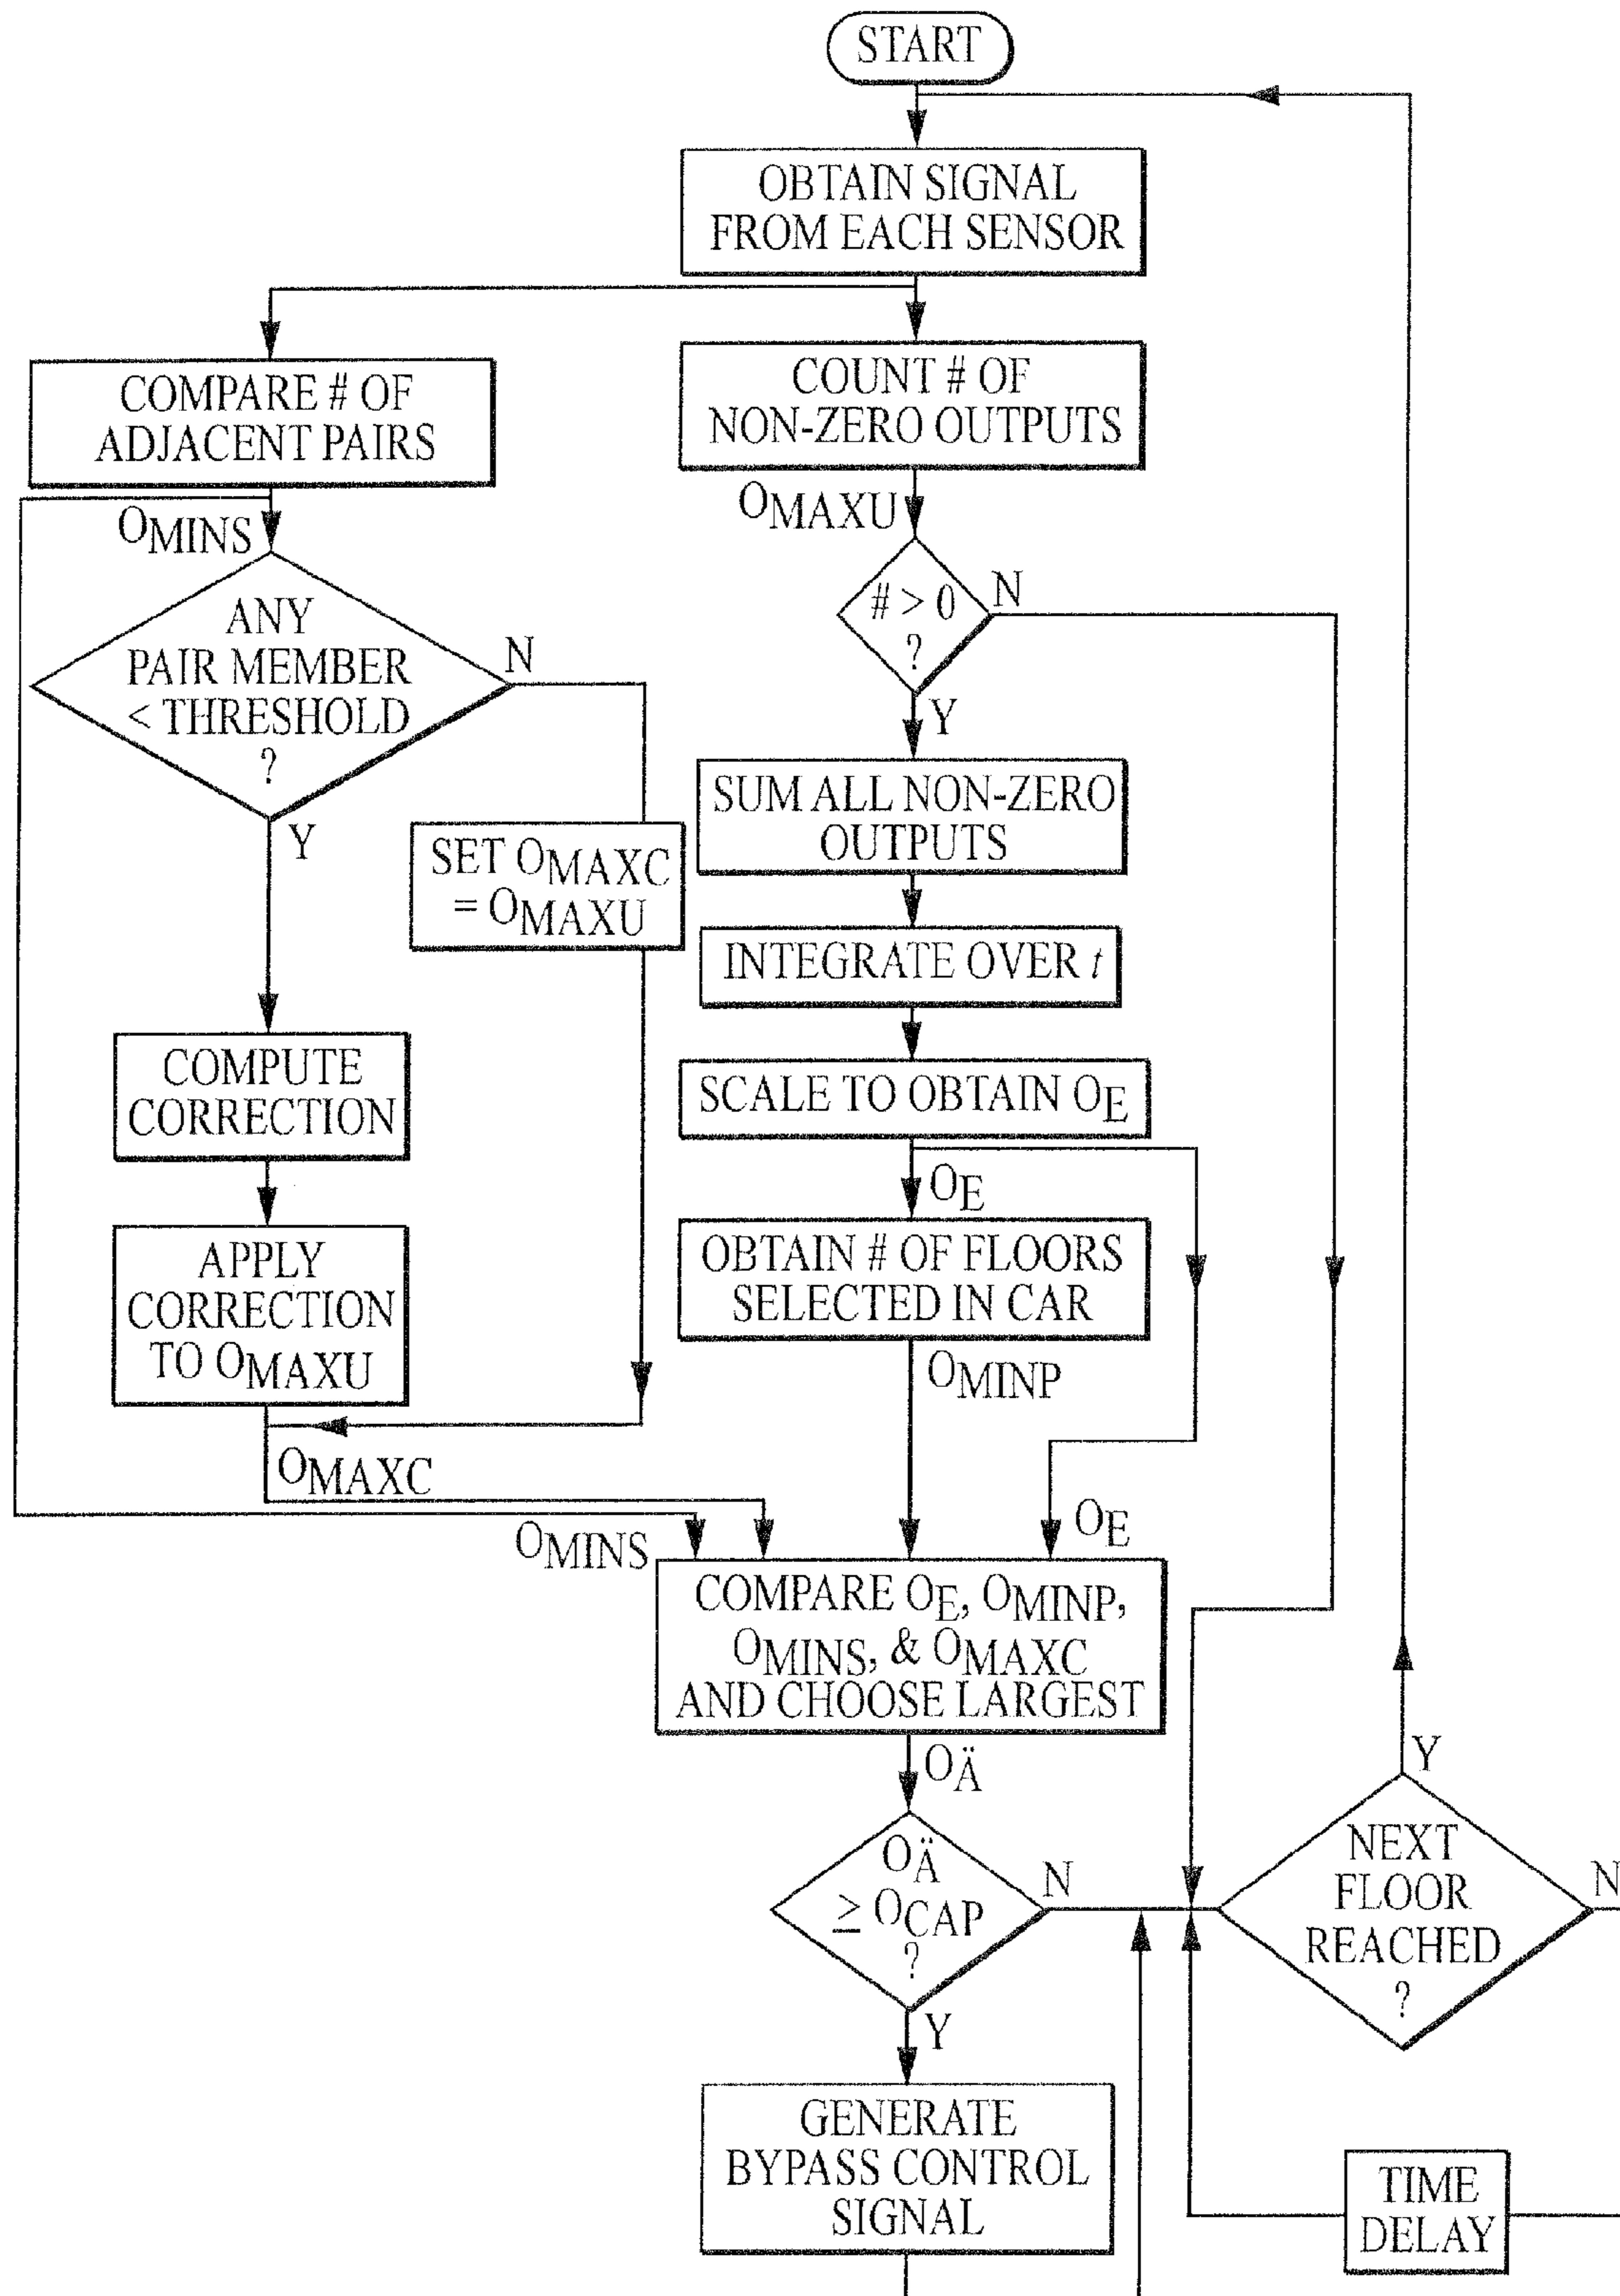 START
OBTAIN SIGNAL
FROM EACH SENSOR
COMPARE # OF
ADJACENT PAIRS
COUNT # OF
NON-ZERO OUTPUTS
OMINS
OMAXU
ANY
PAIR MEMBER
< THRESHOLD
?
N
Y
# > 0
?
N
Y
SET OMAXC
= OMAXU
SUM ALL NON-ZERO
OUTPUTS
INTEGRATE OVER t
COMPUTE
CORRECTION
SCALE TO OBTAIN OE
OE
APPLY
CORRECTION
TO OMAXU
OBTAIN # OF FLOORS
SELECTED IN CAR
OMINP
OMAXC
OMINS
OE
COMPARE OE, OMINP,
OMINS, & OMAXC
AND CHOOSE LARGEST
OÄ
OÄ
≥ OCAP
?
N
Y
NEXT
FLOOR
REACHED
?
Y
N
GENERATE
BYPASS CONTROL
SIGNAL
TIME
DELAY